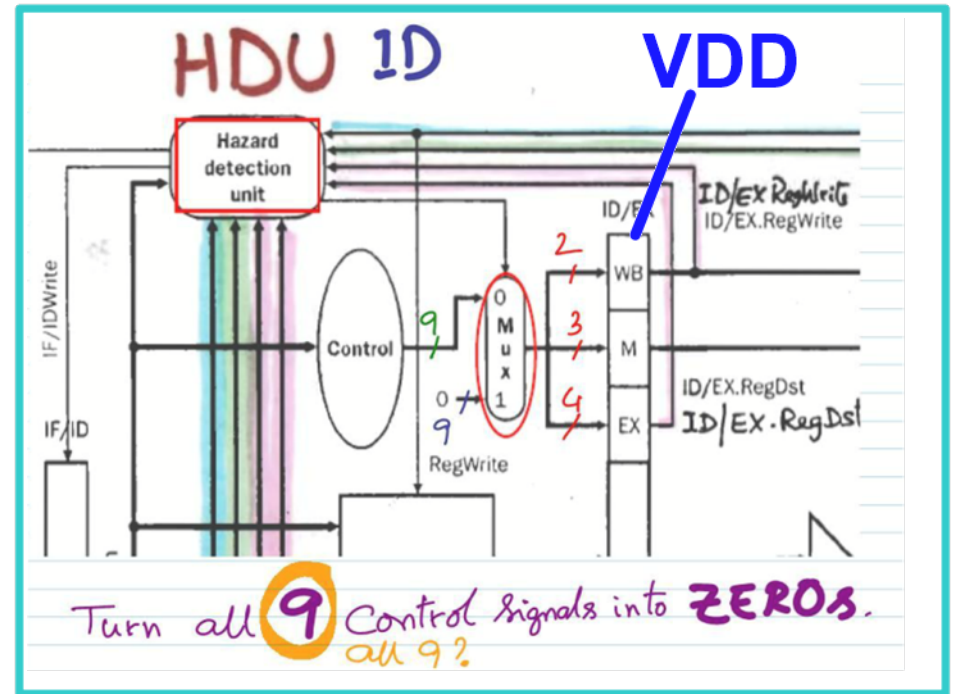 HDU ID VDD
Hazard
detection
unit
ID/EX RegWrite
ID/EX.RegWrite
ID/EX
IF/IDWrite
2
WB
0
M
u
x
1
9
3
Control
M
0
9
4
ID/EX.RegDst
ID/EX.RegDst
EX
IF/ID
RegWrite
Turn all 9 Control signals into ZEROs.
all 9?